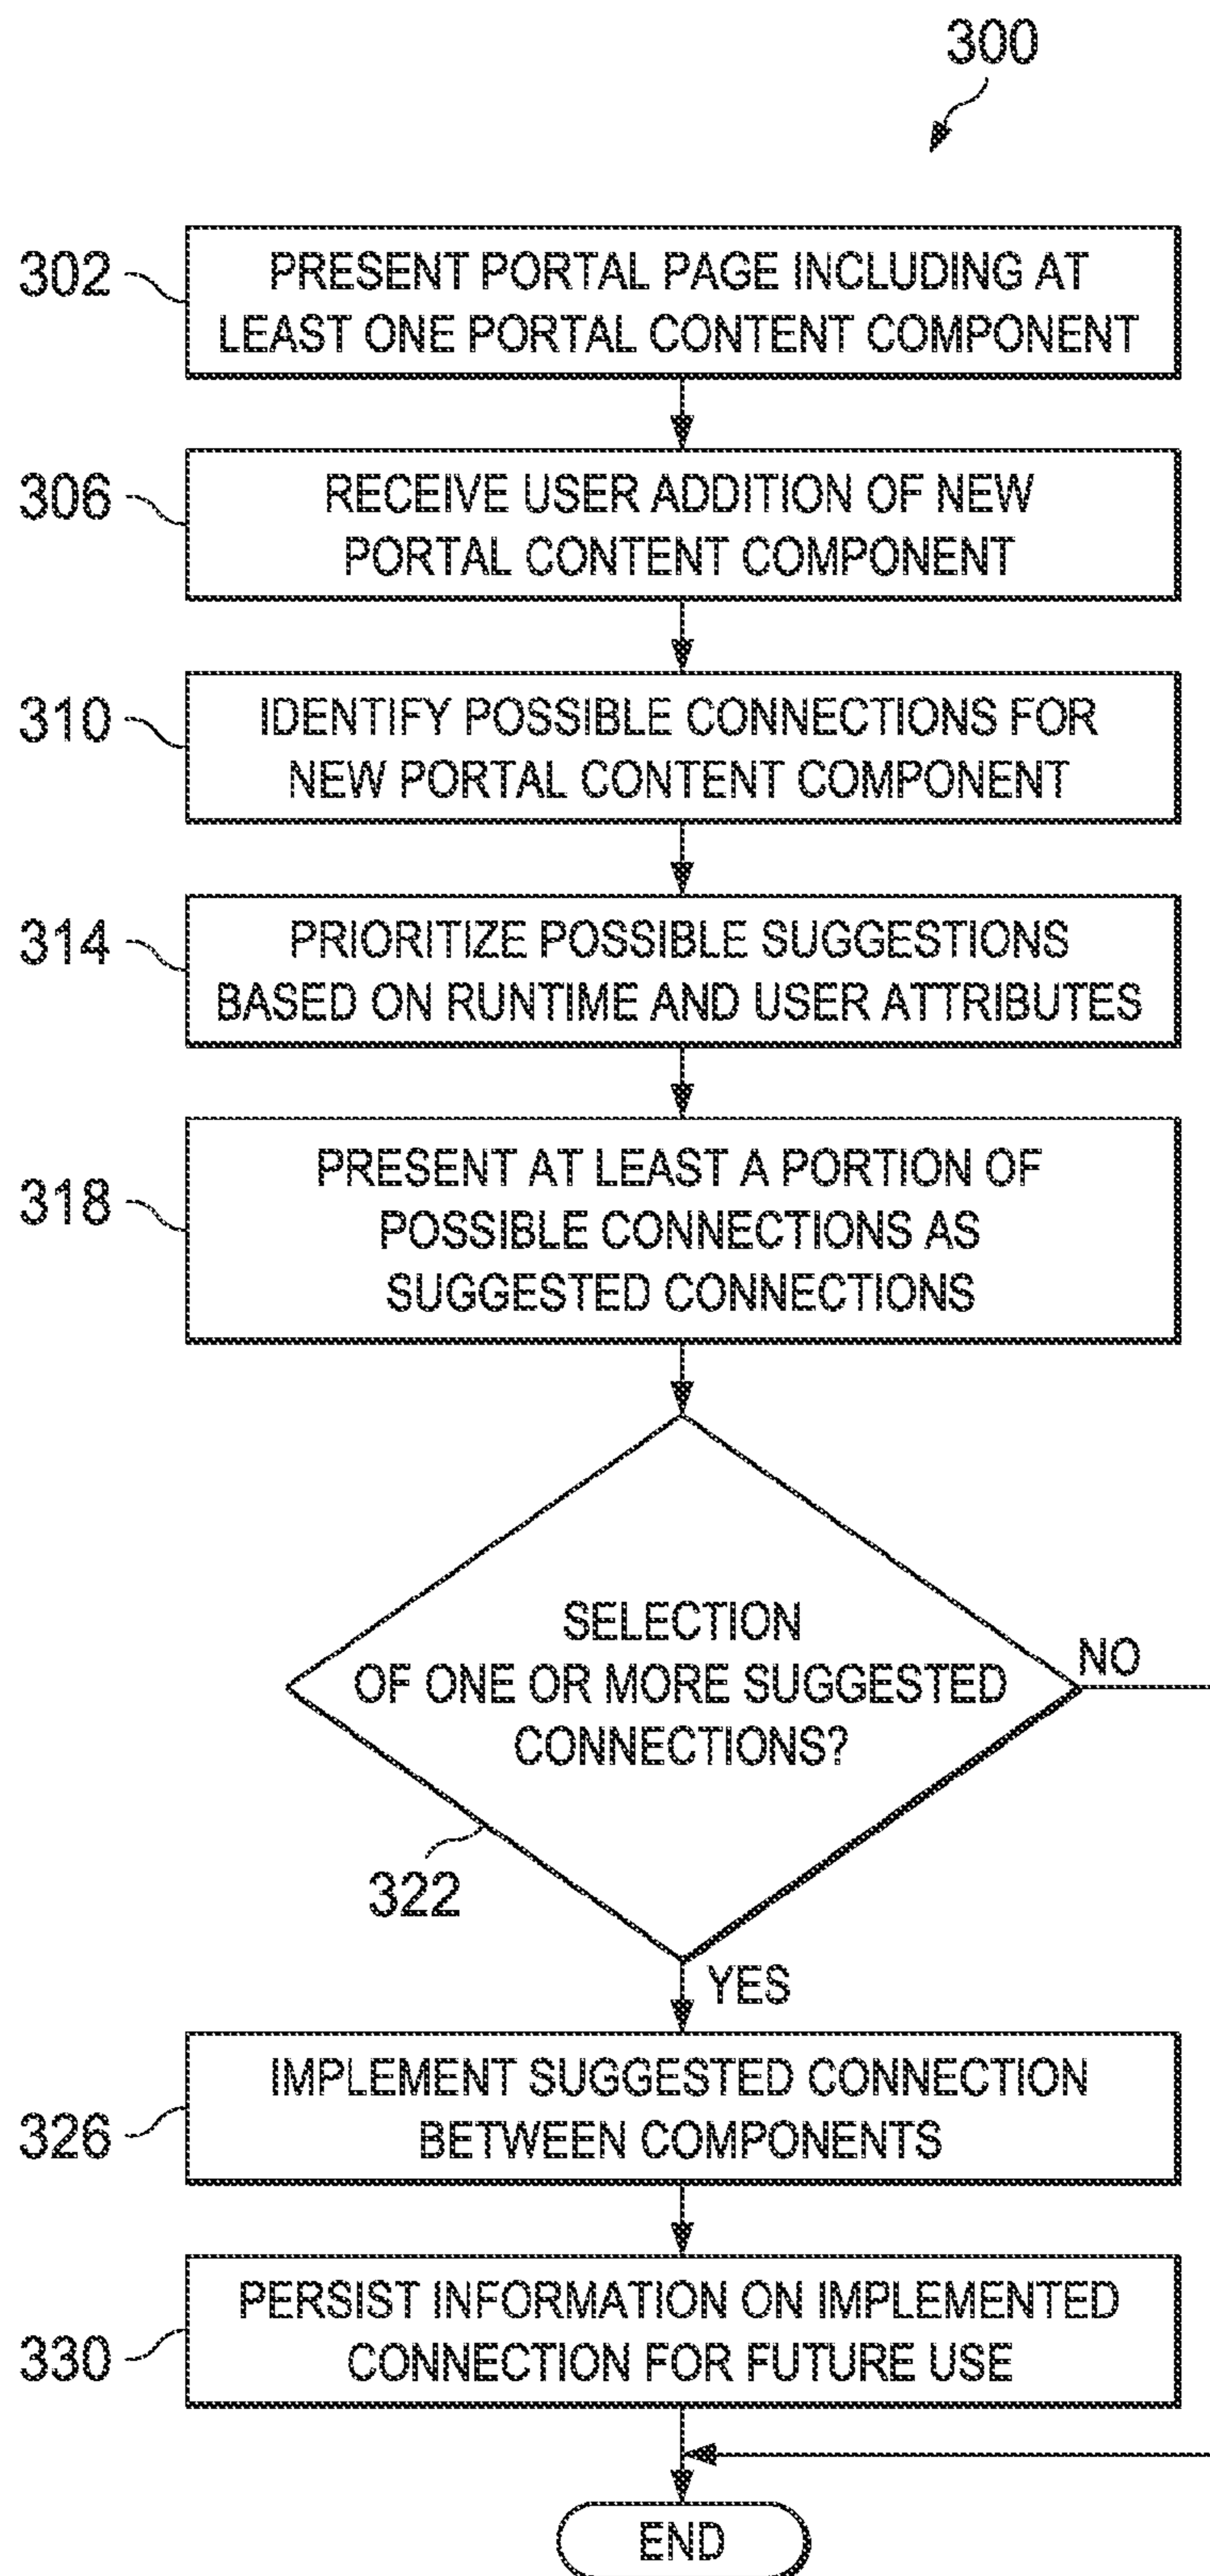 300
302
PRESENT PORTAL PAGE INCLUDING AT
LEAST ONE PORTAL CONTENT COMPONENT
306
RECEIVE USER ADDITION OF NEW
PORTAL CONTENT COMPONENT
310
IDENTIFY POSSIBLE CONNECTIONS FOR
NEW PORTAL CONTENT COMPONENT
314
PRIORITIZE POSSIBLE SUGGESTIONS
BASED ON RUNTIME AND USER ATTRIBUTES
318
PRESENT AT LEAST A PORTION OF
POSSIBLE CONNECTIONS AS
SUGGESTED CONNECTIONS
SELECTION
OF ONE OR MORE SUGGESTED
CONNECTIONS?
NO
322
YES
326
IMPLEMENT SUGGESTED CONNECTION
BETWEEN COMPONENTS
330
PERSIST INFORMATION ON IMPLEMENTED
CONNECTION FOR FUTURE USE
END